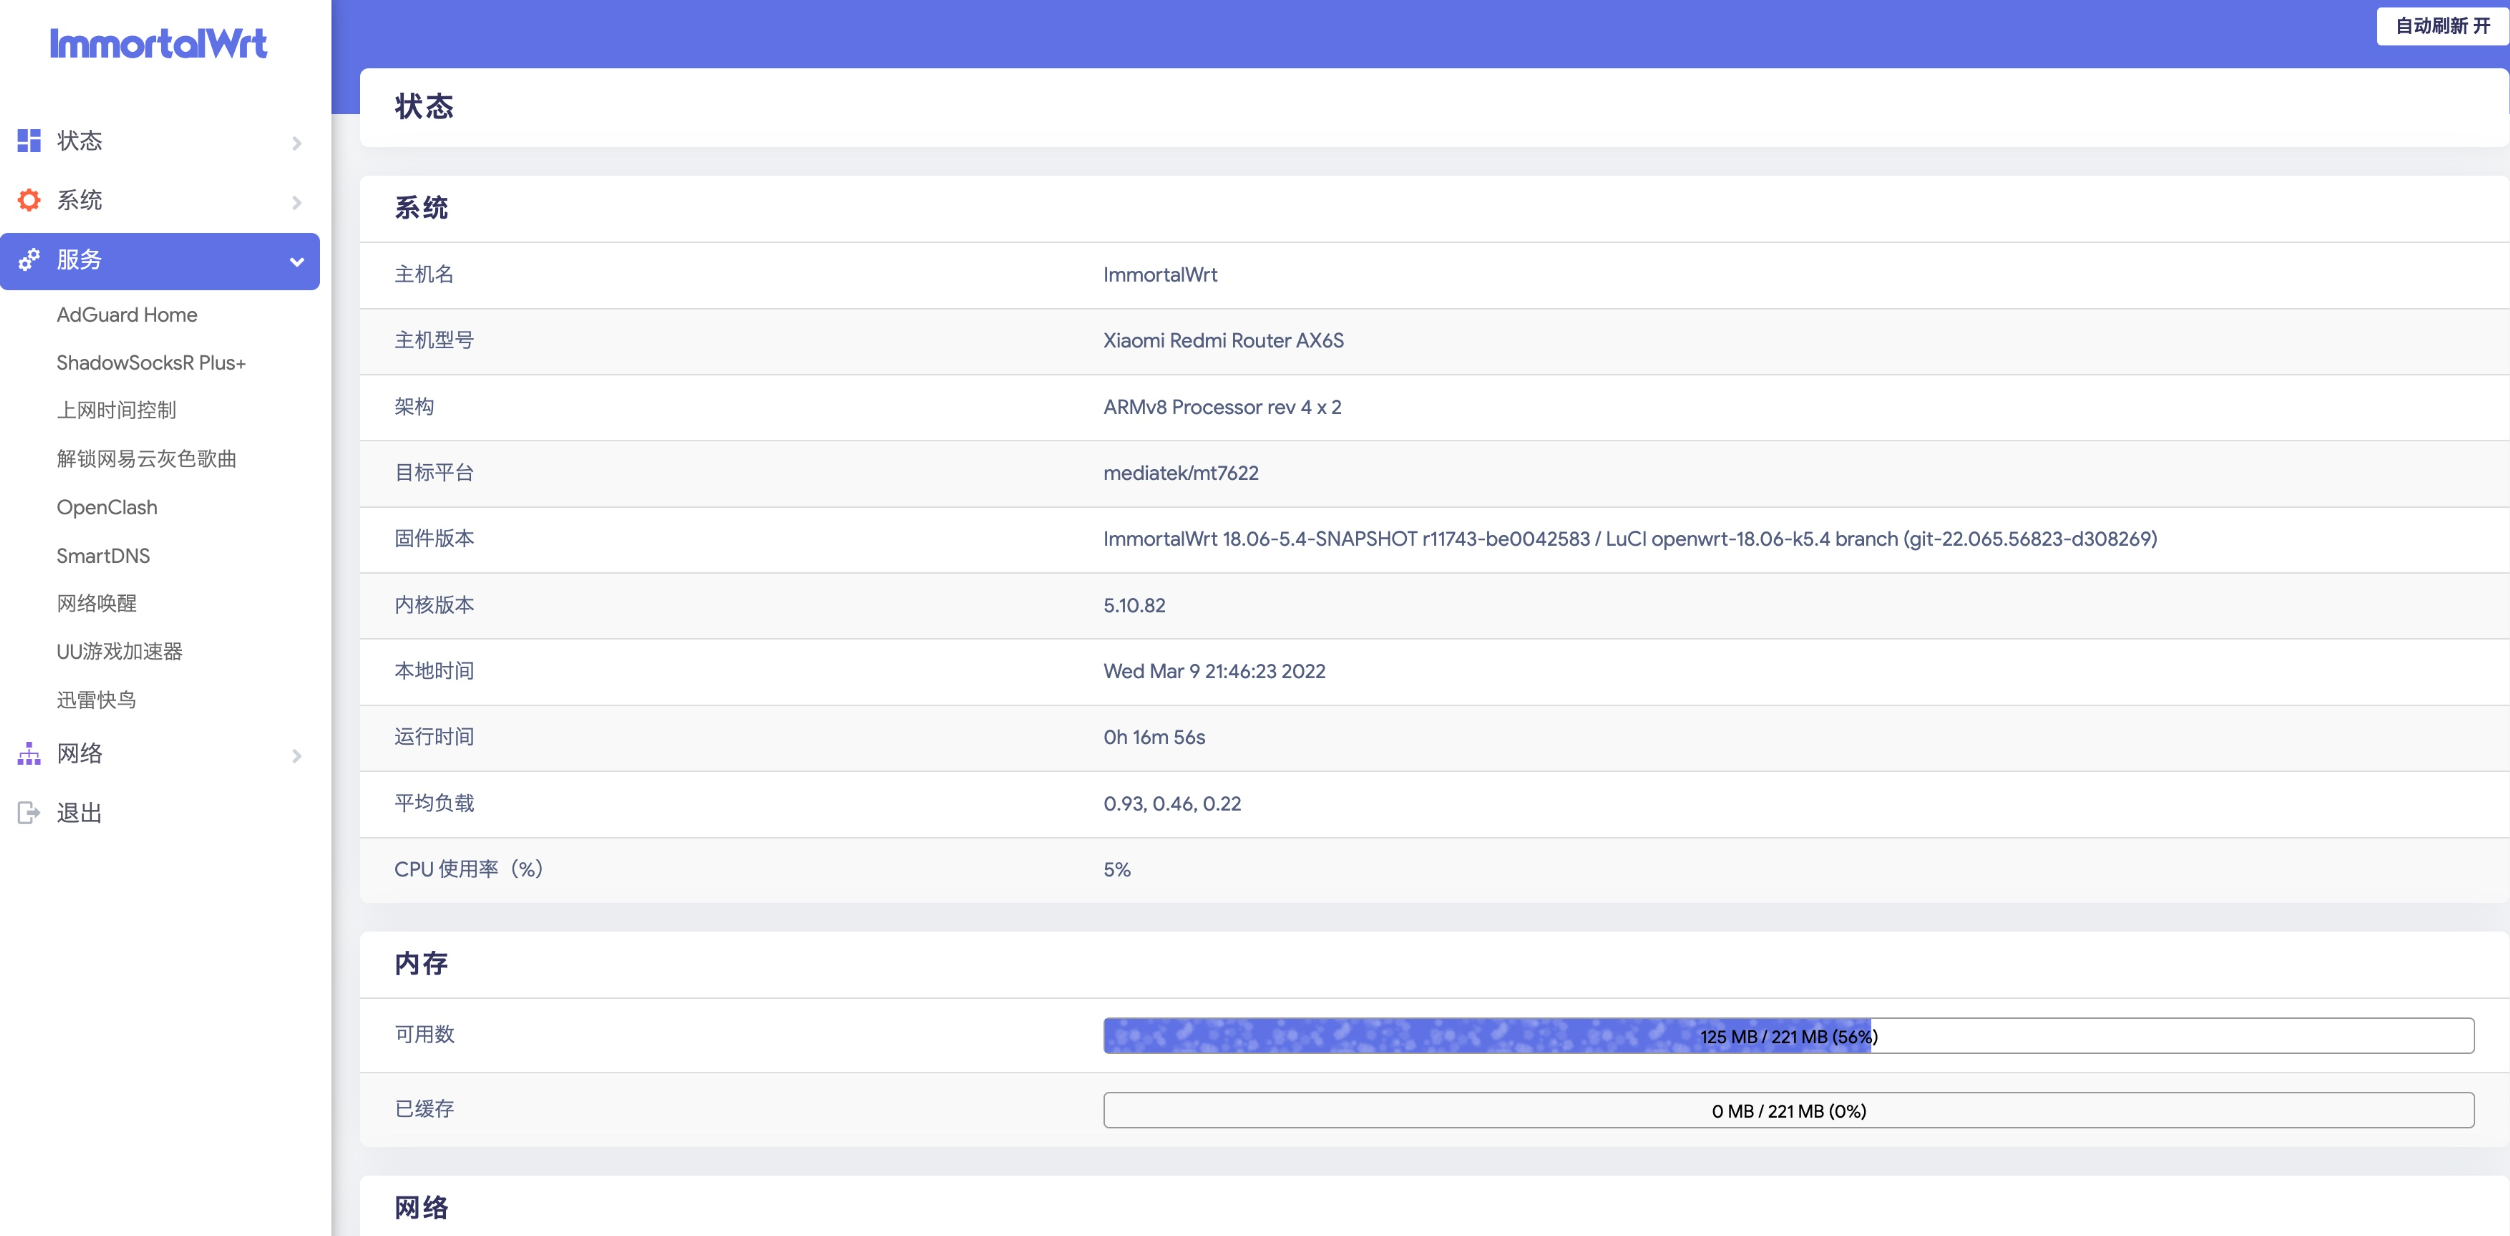 ImmortalWrt
自动刷新 开
状态
系统
服务
AdGuard Home
ShadowSocksR Plus+
上网时间控制
解锁网易云灰色歌曲
OpenClash
SmartDNS
网络唤醒
UU游戏加速器
迅雷快鸟
网络
退出
状态
系统
主机名 ImmortalWrt
主机型号 Xiaomi Redmi Router AX6S
架构 ARMv8 Processor rev 4 x 2
目标平台 mediatek/mt7622
固件版本 ImmortalWrt 18.06-5.4-SNAPSHOT r11743-be0042583 / LuCI openwrt-18.06-k5.4 branch (git-22.065.56823-d308269)
内核版本 5.10.82
本地时间 Wed Mar 9 21:46:23 2022
运行时间 0h 16m 56s
平均负载 0.93, 0.46, 0.22
CPU 使用率（%） 5%
内存
可用数 125 MB / 221 MB (56%)
已缓存 0 MB / 221 MB (0%)
网络